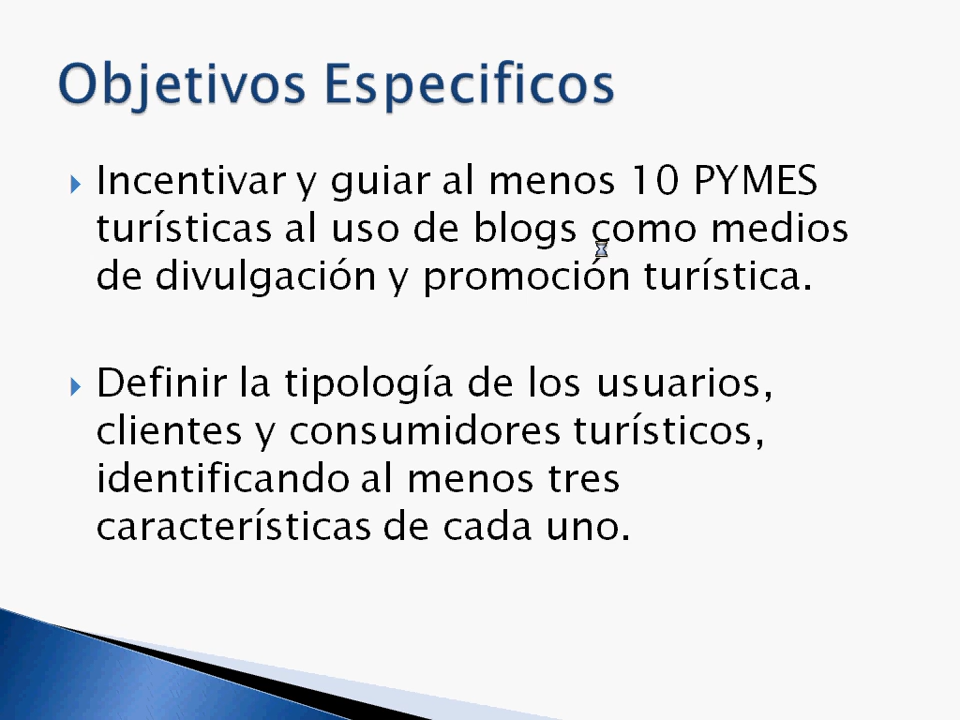 Objetivos Especificos
Incentivar y guiar al menos 10 PYMES
turísticas al uso de blogs como medios
de divulgación y promoción turística.
Definir la tipología de los usuarios,
clientes y consumidores turísticos,
identificando al menos tres
características de cada uno.